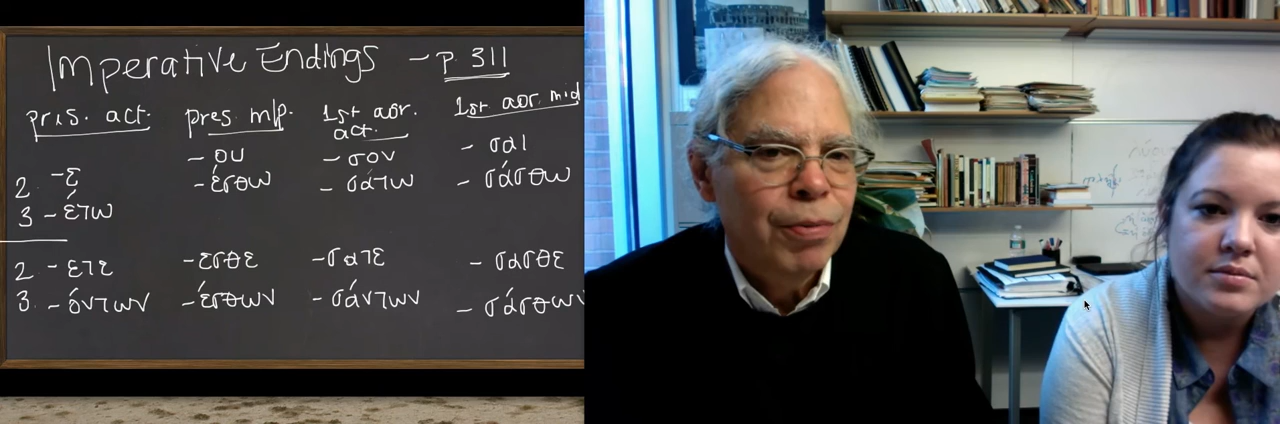 Imperative Endings - p. 311
pres. act. pres m/p. 1st aor. act. 1st aor. mid
2 -ε -ου -σον -σαι
3 -έτω -έσθω -σάτω -σάσθω
2 -ετε -εσθε -σατε -σασθε
3. -όντων -έσθων -σάντων -σάσθων